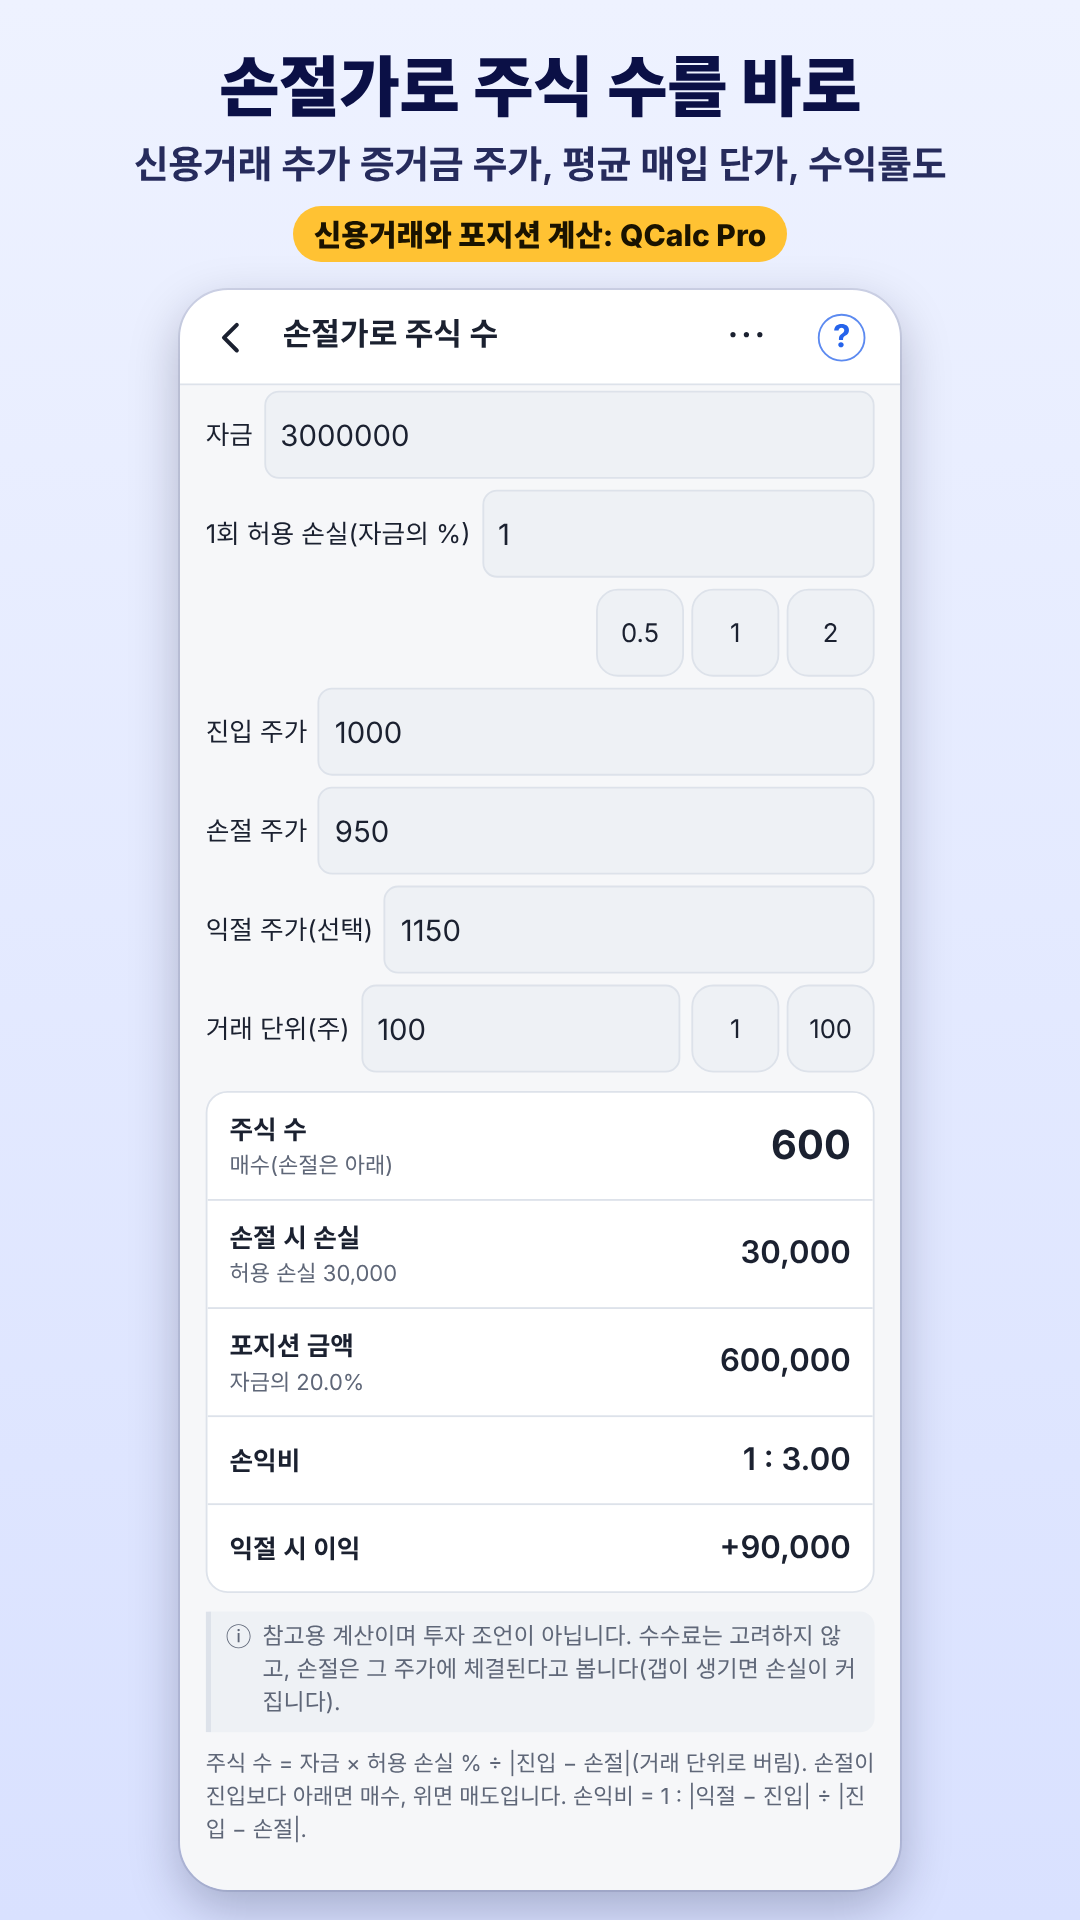 손절가로 주식 수를 바로
신용거래 추가 증거금 주가, 평균 매입 단가, 수익률도
신용거래와 포지션 계산: QCalc Pro
손절가로 주식 수
···
?
자금 3000000
1회 허용 손실(자금의 %) 1
0.5 1 2
진입 주가 1000
손절 주가 950
익절 주가(선택) 1150
거래 단위(주) 100 1 100
주식 수 600
매수(손절은 아래)
손절 시 손실 30,000
허용 손실 30,000
포지션 금액 600,000
자금의 20.0%
손익비 1 : 3.00
익절 시 이익 +90,000
ⓘ 참고용 계산이며 투자 조언이 아닙니다. 수수료는 고려하지 않
고, 손절은 그 주가에 체결된다고 봅니다(갭이 생기면 손실이 커
집니다).
주식 수 = 자금 × 허용 손실 % ÷ |진입 − 손절|(거래 단위로 버림). 손절이
진입보다 아래면 매수, 위면 매도입니다. 손익비 = 1 : |익절 − 진입| ÷ |진
입 − 손절|.